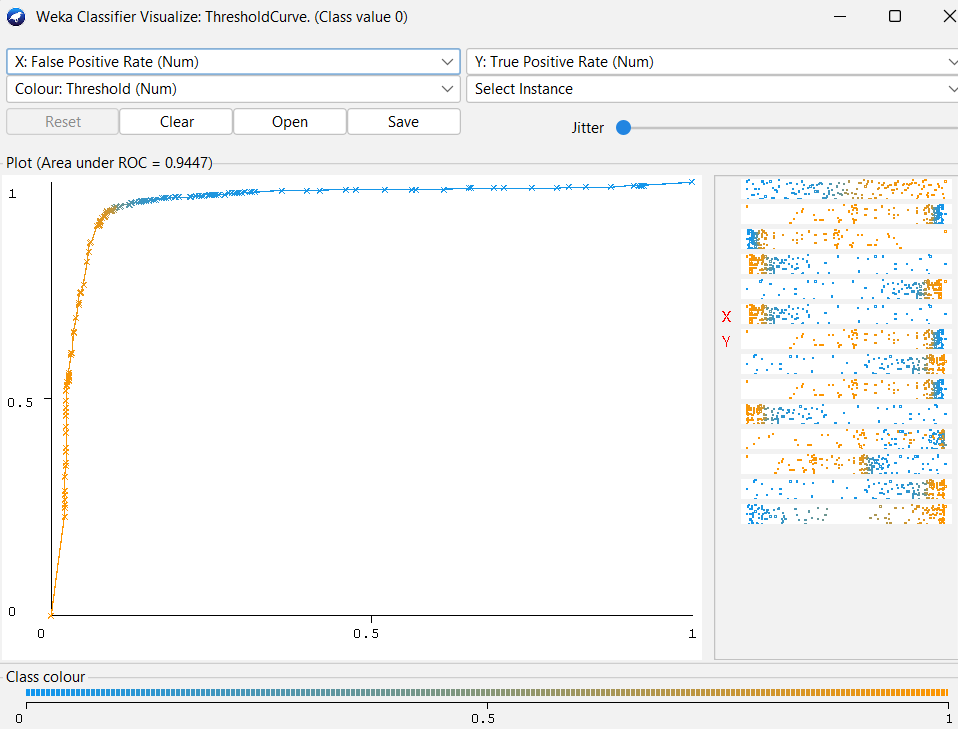 Weka Classifier Visualize: ThresholdCurve. (Class value 0)
X: False Positive Rate (Num) Y: True Positive Rate (Num)
Colour: Threshold (Num) Select Instance
Reset Clear Open Save Jitter
Plot (Area under ROC = 0.9447)
1
X
Y
0.5
0
0 0.5 1
Class colour
0 0.5 1